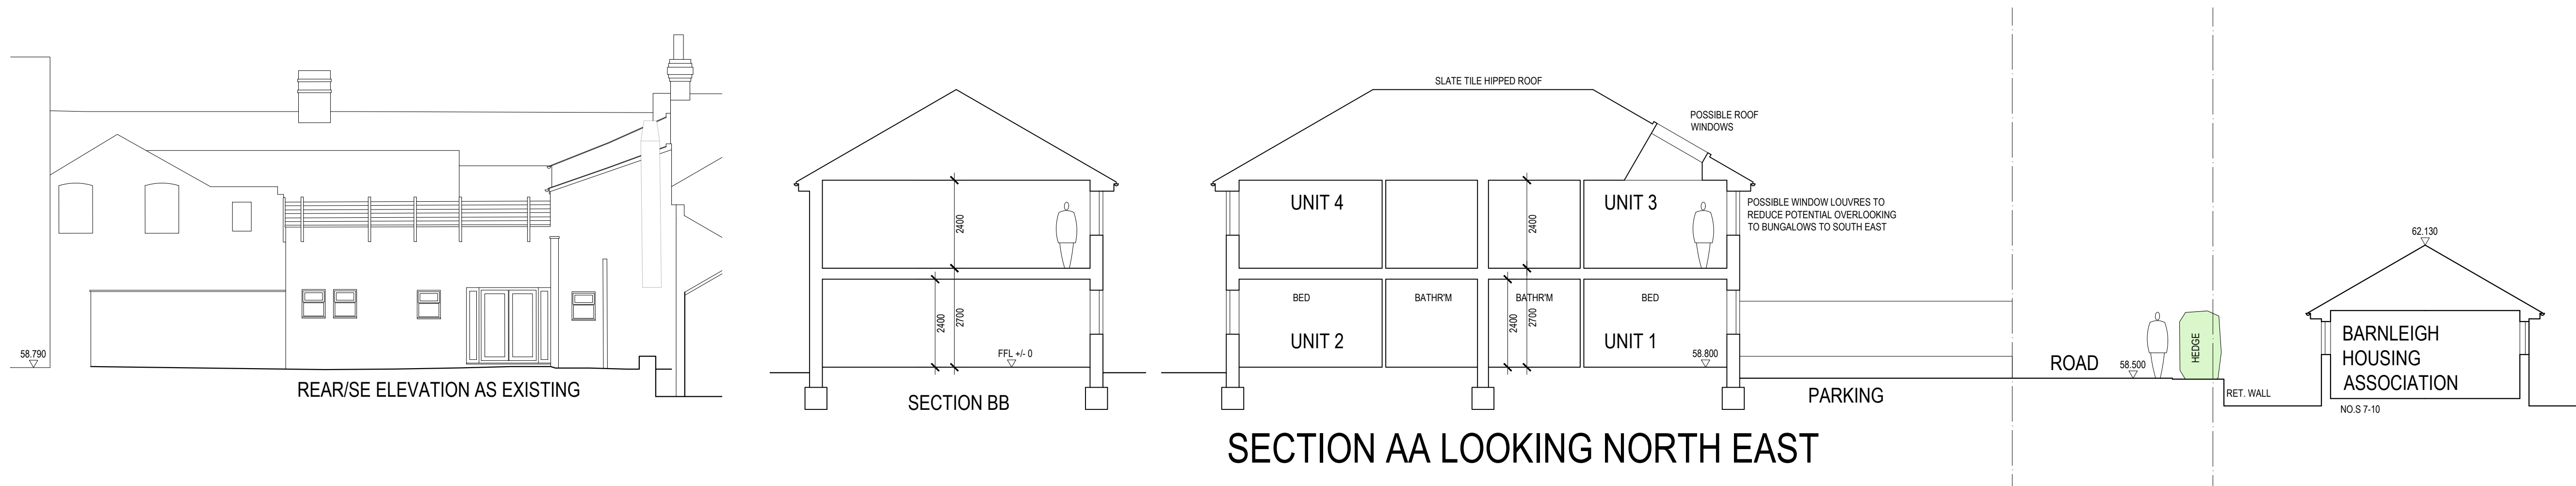 58.790
REAR/SE ELEVATION AS EXISTING
2400
2400
2700
FFL +/- 0
SECTION BB
SLATE TILE HIPPED ROOF
POSSIBLE ROOF
WINDOWS
UNIT 4
UNIT 3
2400
POSSIBLE WINDOW LOUVRES TO
REDUCE POTENTIAL OVERLOOKING
TO BUNGALOWS TO SOUTH EAST
BED
BATHR'M
BATHR'M
BED
2400
2700
UNIT 2
UNIT 1
58.800
PARKING
ROAD
58.500
HEDGE
RET. WALL
62.130
BARNLEIGH
HOUSING
ASSOCIATION
NO.S 7-10
SECTION AA LOOKING NORTH EAST